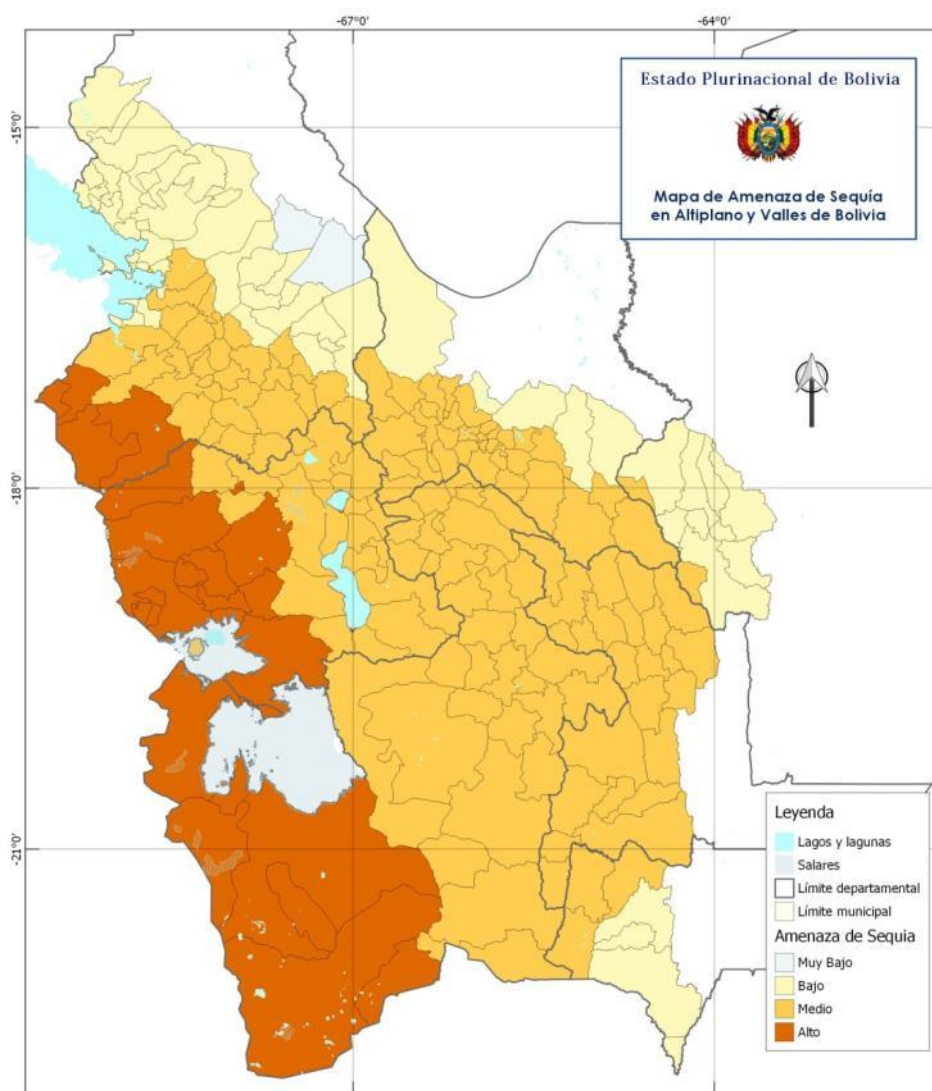 -67°0'
-64°0'
Estado Plurinacional de Bolivia
Mapa de Amenaza de Sequía
en Altiplano y Valles de Bolivia
-15°0'
-18°0'
-21°0'
Leyenda
Lagos y lagunas
Salares
Límite departamental
Límite municipal
Amenaza de Sequia
Muy Bajo
Bajo
Medio
Alto